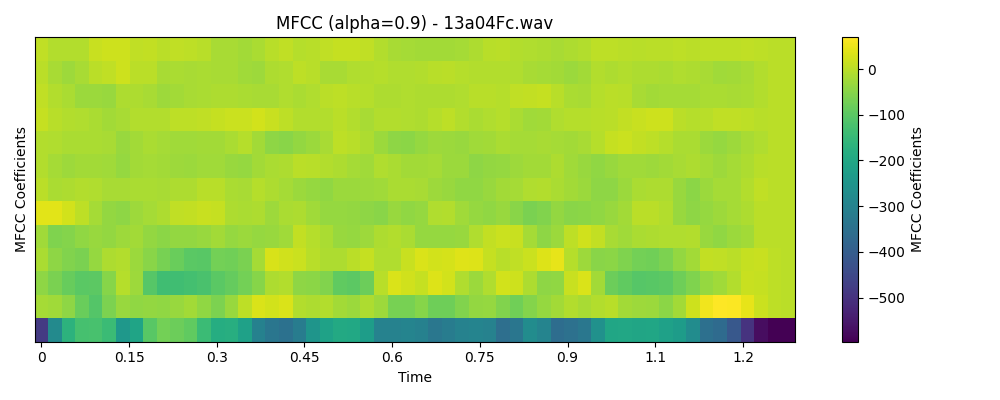 MFCC (alpha=0.9) - 13a04Fc.wav
MFCC Coefficients
0 0.15 0.3 0.45 0.6 0.75 0.9 1.1 1.2
Time
0
−100
−200
−300
−400
−500
MFCC Coefficients